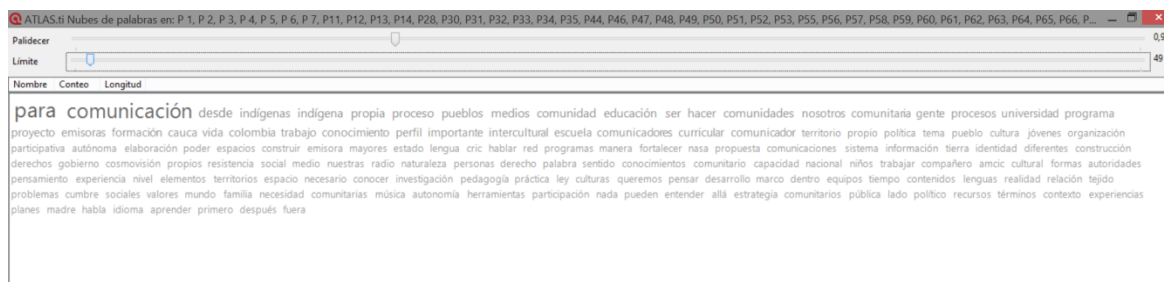 ATLAS.ti Nubes de palabras en: P 1, P 2, P 3, P 4, P 5, P 6, P 7, P11, P12, P13, P14, P28, P30, P31, P32, P33, P34, P35, P44, P46, P47, P48, P49, P50, P51, P52, P53, P55, P56, P57, P58, P59, P60, P61, P62, P63, P64, P65, P66, P...
Palidecer 0,9
Límite 49
Nombre Conteo Longitud
para comunicación desde indígenas indígena propia proceso pueblos medios comunidad educación ser hacer comunidades nosotros comunitaria gente procesos universidad programa
proyecto emisoras formación cauca vida colombia trabajo conocimiento perfil importante intercultural escuela comunicadores curricular comunicador territorio propio política tema pueblo cultura jóvenes organización
participativa autónoma elaboración poder espacios construir emisora mayores estado lengua cric hablar red programas manera fortalecer nasa propuesta comunicaciones sistema información tierra identidad diferentes construcción
derechos gobierno cosmovisión propios resistencia social medio nuestras radio naturaleza personas derecho palabra sentido conocimientos comunitario capacidad nacional niños trabajar compañero amcic cultural formas autoridades
pensamiento experiencia nivel elementos territorios espacio necesario conocer investigación pedagogía práctica ley culturas queremos pensar desarrollo marco dentro equipos tiempo contenidos lenguas realidad relación tejido
problemas cumbre sociales valores mundo familia necesidad comunitarias música autonomía herramientas participación nada pueden entender allá estrategia comunitarios pública lado político recursos términos contexto experiencias
planes madre habla idioma aprender primero después fuera